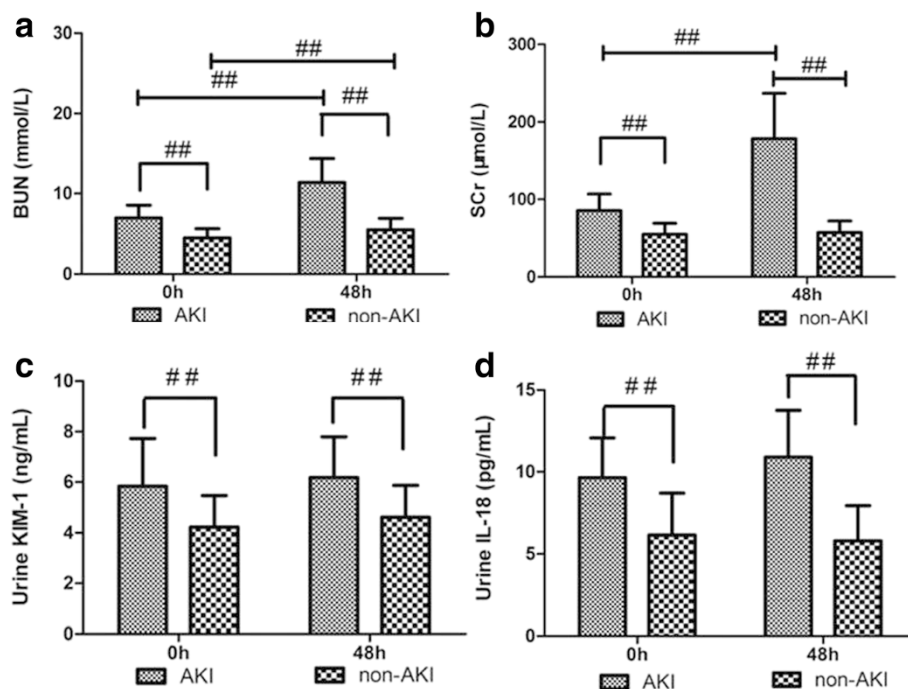 a
BUN (mmol/L)
30
20
10
0
##
##
##
##
0h
48h
AKI
non-AKI
b
SCr (µmol/L)
300
200
100
0
##
##
##
0h
48h
AKI
non-AKI
c
Urine KIM-1 (ng/mL)
10
8
6
4
2
0
##
##
0h
48h
AKI
non-AKI
d
Urine IL-18 (pg/mL)
15
10
5
0
##
##
0h
48h
AKI
non-AKI